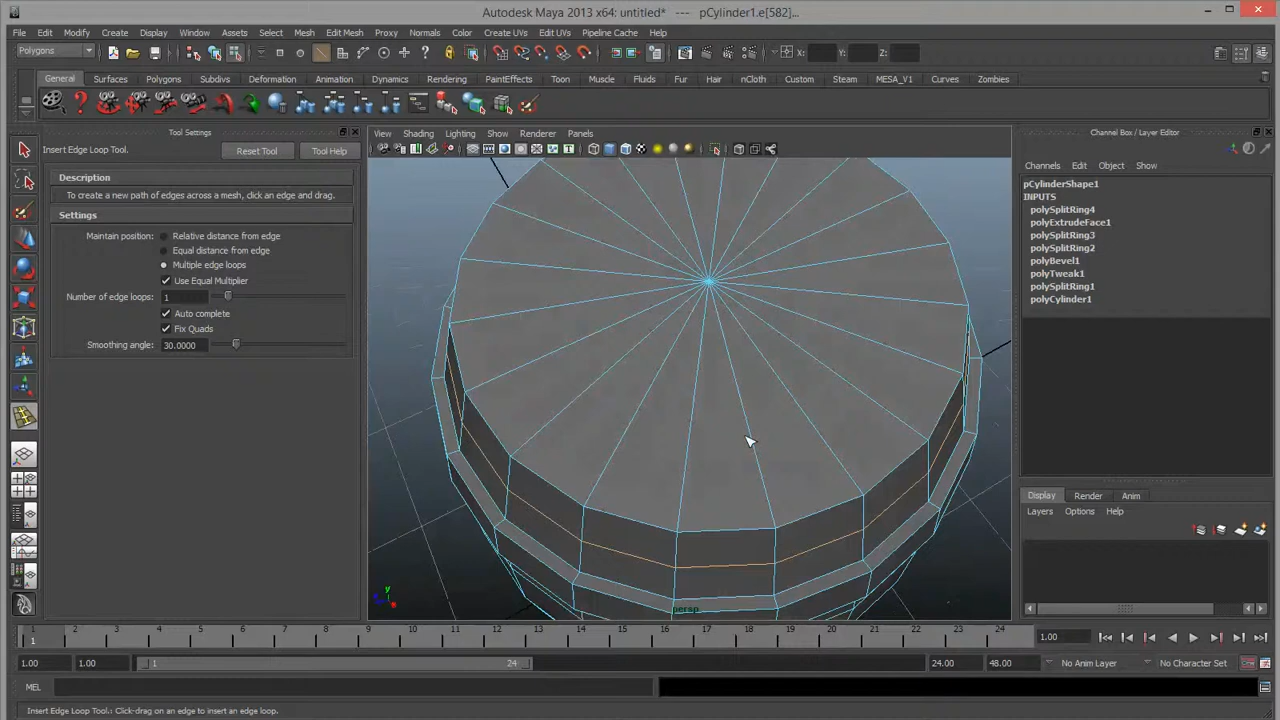 Autodesk Maya 2013 x64: untitled* --- pCylinder1.e[582]...
File Edit Modify Create Display Window Assets Select Mesh Edit Mesh Proxy Normals Color Create UVs Edit UVs Pipeline Cache Help
Polygons X: Y: Z:
General Surfaces Polygons Subdivs Deformation Animation Dynamics Rendering PaintEffects Toon Muscle Fluids Fur Hair nCloth Custom Steam MESA_V1 Curves Zombies
Tool Settings
Insert Edge Loop Tool. Reset Tool Tool Help
Description
To create a new path of edges across a mesh, click an edge and drag.
Settings
Maintain position: Relative distance from edge
Equal distance from edge
Multiple edge loops
Use Equal Multiplier
Number of edge loops: 1
Auto complete
Fix Quads
Smoothing angle: 30.0000
View Shading Lighting Show Renderer Panels
y
persp
Channel Box / Layer Editor
Channels Edit Object Show
pCylinderShape1
INPUTS
polySplitRing4
polyExtrudeFace1
polySplitRing3
polySplitRing2
polyBevel1
polyTweak1
polySplitRing1
polyCylinder1
Display Render Anim
Layers Options Help
1 2 3 4 5 6 7 8 9 10 11 12 13 14 15 16 17 18 19 20 21 22 23 24 1.00
1
1.00 1.00 1 24 24.00 48.00 No Anim Layer No Character Set
MEL
Insert Edge Loop Tool.: Click-drag on an edge to insert an edge loop.